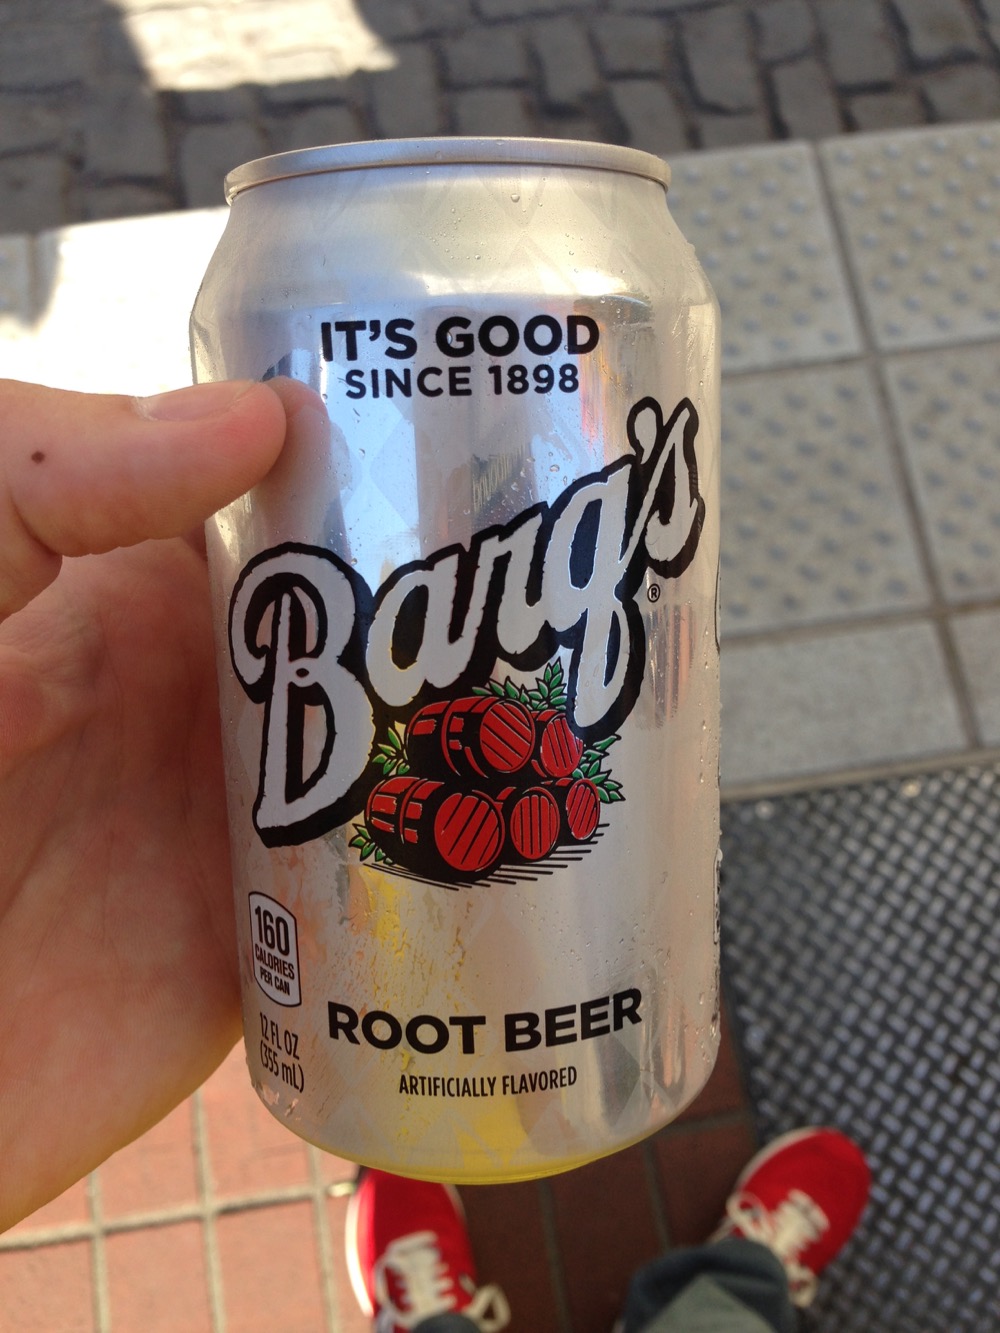 IT'S GOOD
SINCE 1898
Barq's
®
160
CALORIES
PER CAN
12 FL OZ
(355 mL)
ROOT BEER
ARTIFICIALLY FLAVORED